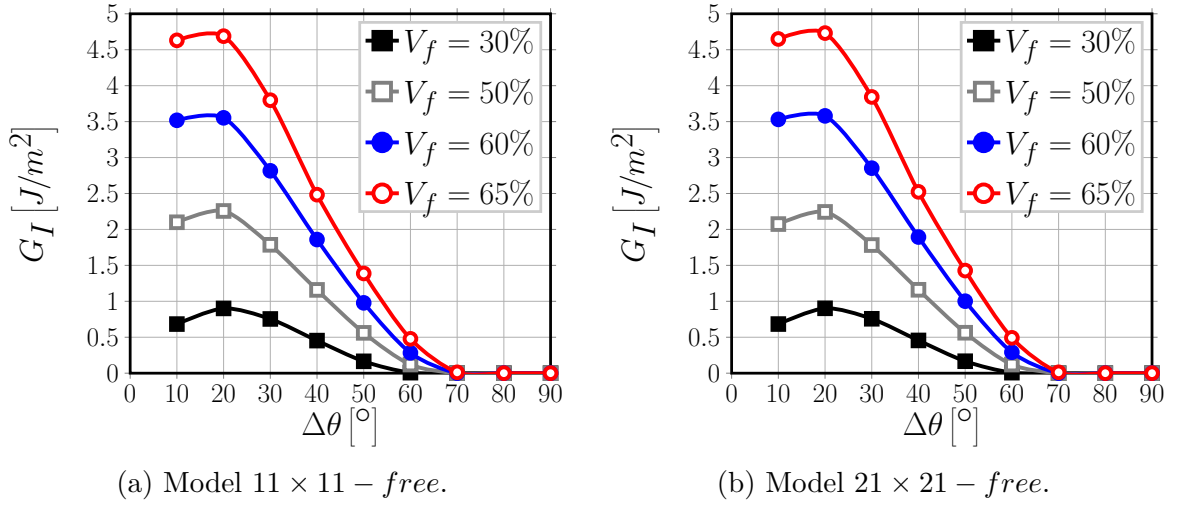 G_I [J/m²]
5
4.5
4
3.5
3
2.5
2
1.5
1
0.5
0
0 10 20 30 40 50 60 70 80 90
Δθ [°]
V_f = 30%
V_f = 50%
V_f = 60%
V_f = 65%
(a) Model 11 × 11 − free.
G_I [J/m²]
5
4.5
4
3.5
3
2.5
2
1.5
1
0.5
0
0 10 20 30 40 50 60 70 80 90
Δθ [°]
V_f = 30%
V_f = 50%
V_f = 60%
V_f = 65%
(b) Model 21 × 21 − free.